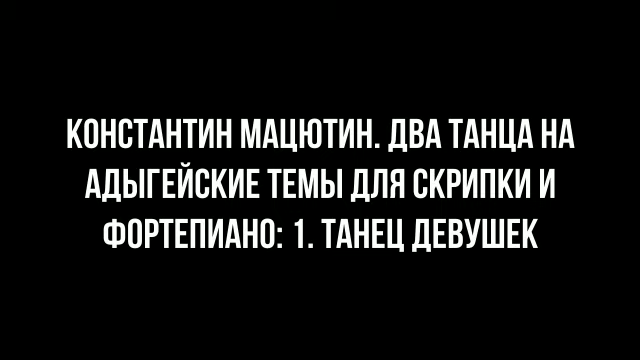 КОНСТАНТИН МАЦЮТИН. ДВА ТАНЦА НА
АДЫГЕЙСКИЕ ТЕМЫ ДЛЯ СКРИПКИ И
ФОРТЕПИАНО: 1. ТАНЕЦ ДЕВУШЕК